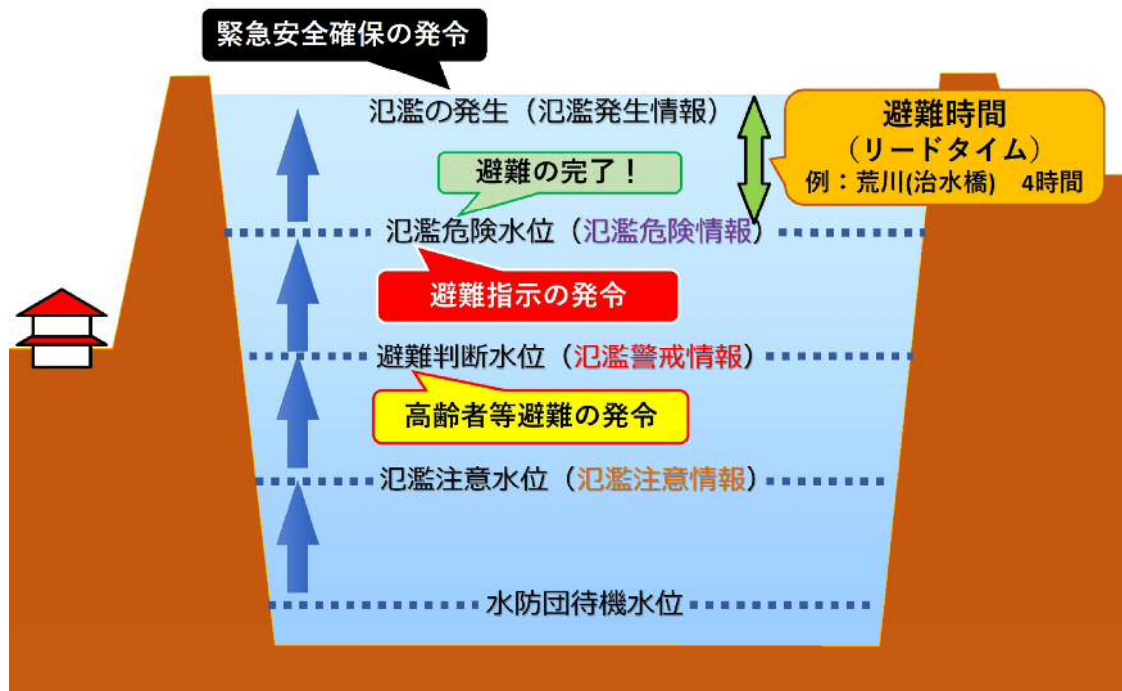 緊急安全確保の発令
氾濫の発生（氾濫発生情報）
避難時間
（リードタイム）
例：荒川(治水橋)　4時間
避難の完了！
氾濫危険水位（氾濫危険情報）
避難指示の発令
避難判断水位（氾濫警戒情報）
高齢者等避難の発令
氾濫注意水位（氾濫注意情報）
水防団待機水位